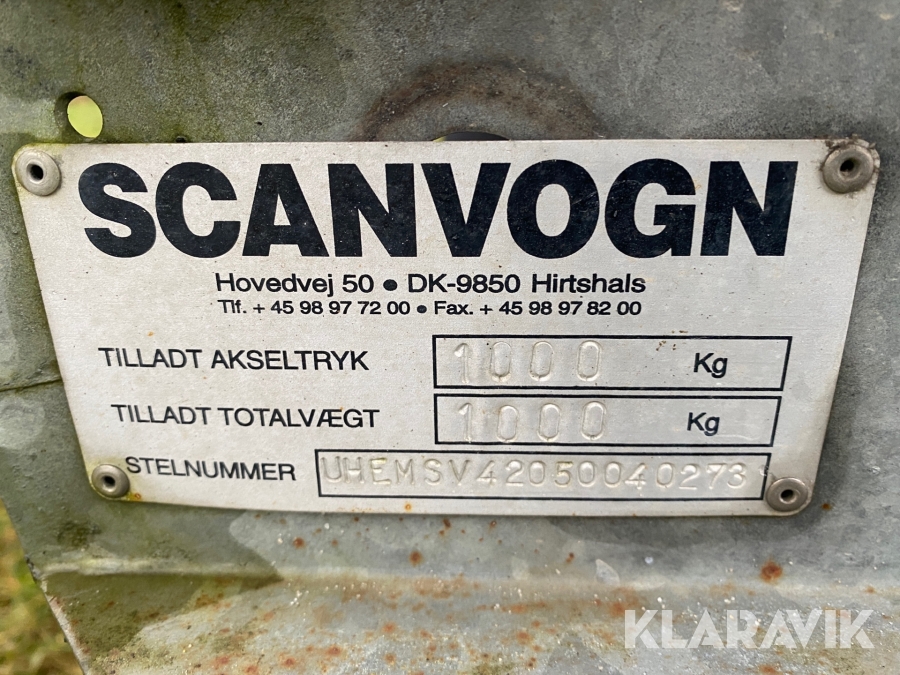 SCANVOGN
Hovedvej 50 • DK-9850 Hirtshals
Tlf. + 45 98 97 72 00 • Fax. + 45 98 97 82 00
TILLADT AKSELTRYK 1000 Kg
TILLADT TOTALVÆGT 1000 Kg
STELNUMMER UHEMSV42050040273
KLARAVIK